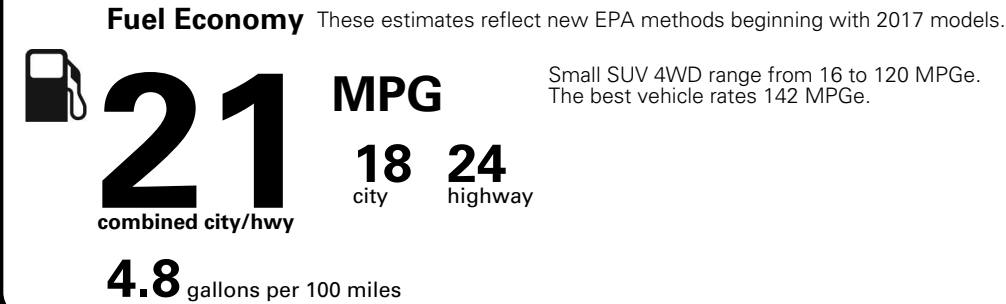 Fuel Economy These estimates reflect new EPA methods beginning with 2017 models.
21 MPG
Small SUV 4WD range from 16 to 120 MPGe.
The best vehicle rates 142 MPGe.
18 24
city highway
combined city/hwy
4.8 gallons per 100 miles